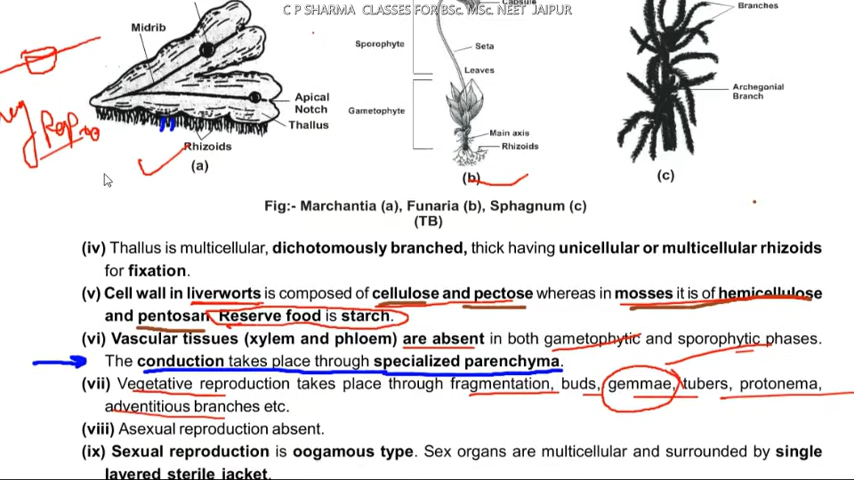 C P SHARMA CLASSES FOR BSc. MSc. NEET JAIPUR
Capsule
Branches
Midrib
Sporophyte
Seta
Leaves
Archegonial
Branch
Apical
Notch
Gametophyte
Thallus
Main axis
Rhizoids
Rhizoids
(a)
(b)
(c)
Fig:- Marchantia (a), Funaria (b), Sphagnum (c)
(TB)
(iv) Thallus is multicellular, dichotomously branched, thick having unicellular or multicellular rhizoids
for fixation.
(v) Cell wall in liverworts is composed of cellulose and pectose whereas in mosses it is of hemicellulose
and pentosan. Reserve food is starch.
(vi) Vascular tissues (xylem and phloem) are absent in both gametophytic and sporophytic phases.
The conduction takes place through specialized parenchyma.
(vii) Vegetative reproduction takes place through fragmentation, buds, gemmae, tubers, protonema,
adventitious branches etc.
(viii) Asexual reproduction absent.
(ix) Sexual reproduction is oogamous type. Sex organs are multicellular and surrounded by single
layered sterile jacket.